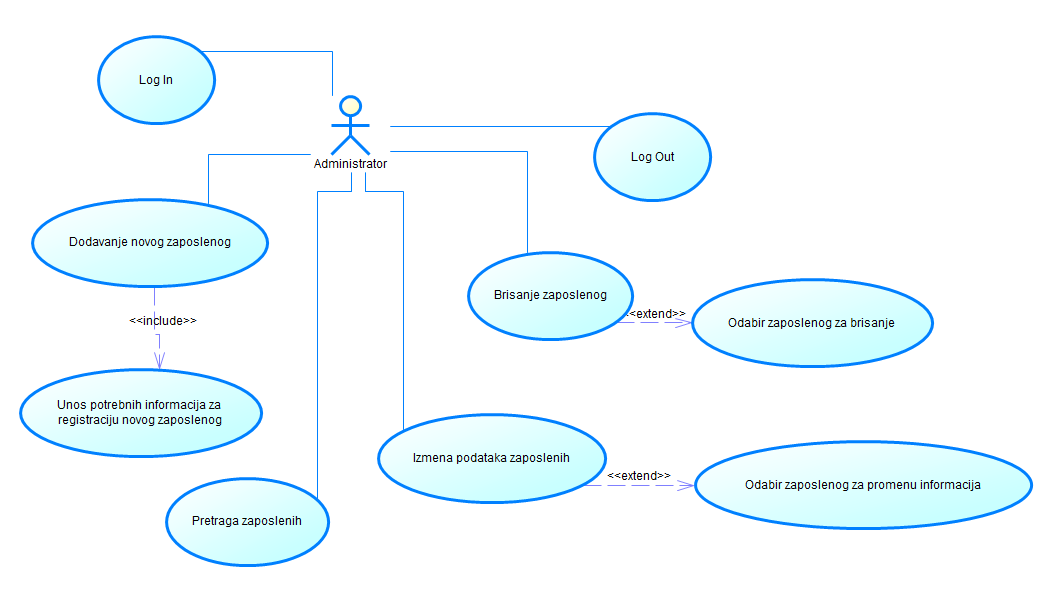 Log In
Administrator
Log Out
Dodavanje novog zaposlenog
Brisanje zaposlenog
<<extend>>
Odabir zaposlenog za brisanje
<<include>>
Unos potrebnih informacija za
registraciju novog zaposlenog
Izmena podataka zaposlenih
<<extend>>
Odabir zaposlenog za promenu informacija
Pretraga zaposlenih